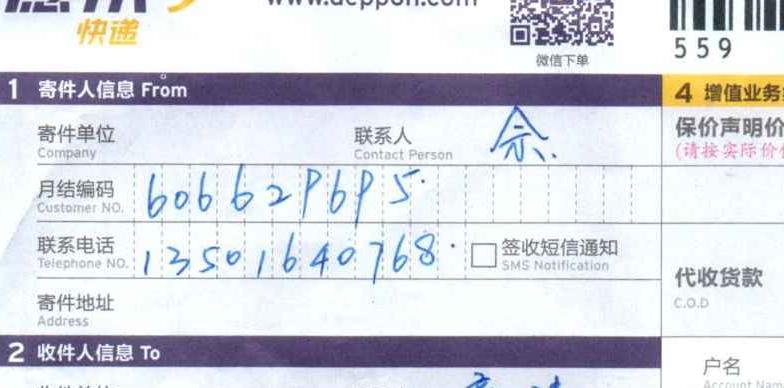 快递
www.deppon.com
微信下单
559
1 寄件人信息 From
4 增值业务
寄件单位 Company
联系人 Contact Person 余
保价声明价
(请按实际价
月结编码 Customer NO. 606629695
联系电话 Telephone NO. 13501640768
签收短信通知 SMS Notification
代收货款 C.O.D
寄件地址 Address
2 收件人信息 To
户名 Account Name